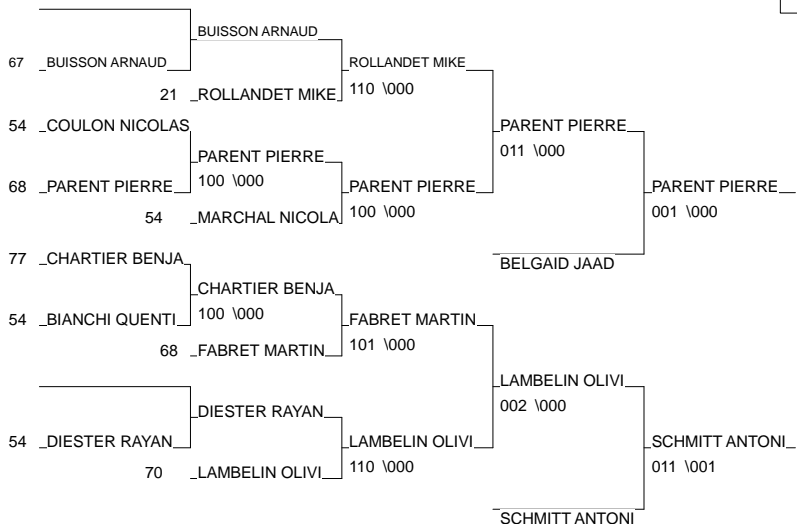 BUISSON ARNAUD
67 BUISSON ARNAUD
ROLLANDET MIKE
21 ROLLANDET MIKE
110 \000
54 COULON NICOLAS
PARENT PIERRE
011 \000
PARENT PIERRE
100 \000
68 PARENT PIERRE
PARENT PIERRE
100 \000
PARENT PIERRE
001 \000
54 MARCHAL NICOLA
77 CHARTIER BENJA
BELGAID JAAD
CHARTIER BENJA
100 \000
54 BIANCHI QUENTI
FABRET MARTIN
101 \000
68 FABRET MARTIN
LAMBELIN OLIVI
002 \000
DIESTER RAYAN
54 DIESTER RAYAN
LAMBELIN OLIVI
110 \000
SCHMITT ANTONI
011 \001
70 LAMBELIN OLIVI
SCHMITT ANTONI